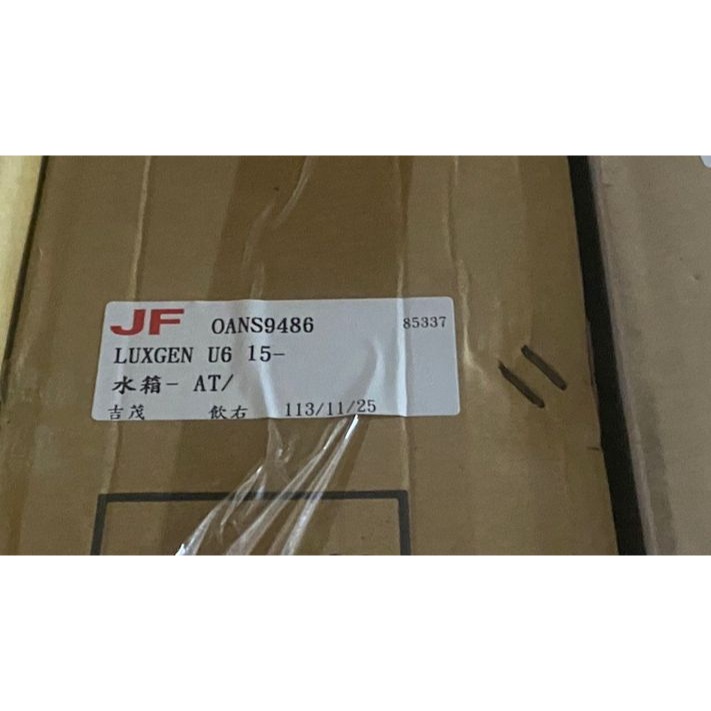 JF OANS9486 85337
LUXGEN U6 15-
水箱- AT/
吉茂 飲右 113/11/25